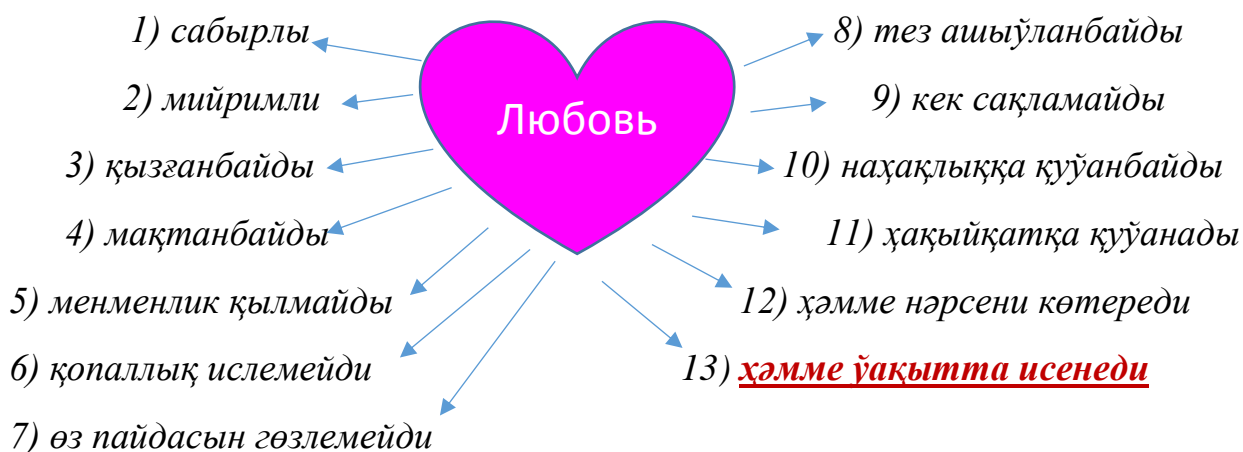 Любовь
1) сабырлы
2) мийримли
3) қызғанбайды
4) мақтанбайды
5) менменлик қылмайды
6) қопаллық ислемейди
7) өз пайдасын гөзлемейди
8) тез ашыўланбайды
9) кек сақламайды
10) наҳақлыққа қуўанбайды
11) ҳақыйқатқа қуўанады
12) ҳәмме нәрсени көтереди
13) ҳәмме ўақытта исенеди